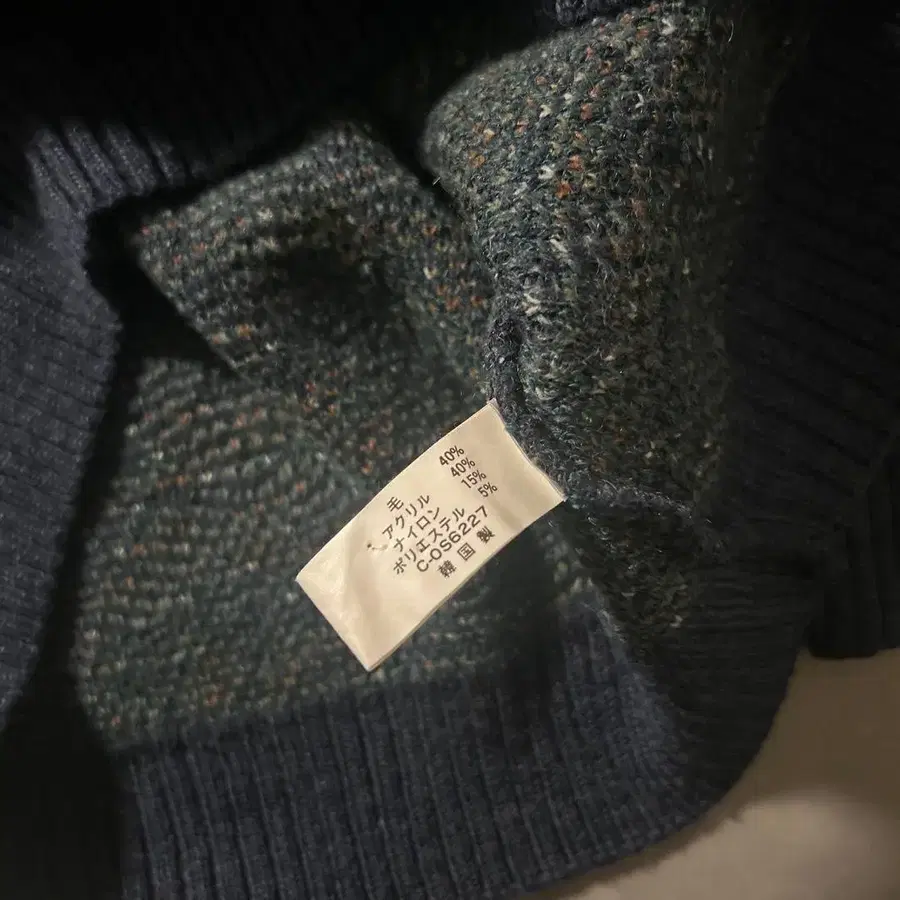 毛 40%
アクリル 40%
ナイロン 15%
ポリエステル 5%
C-OS6227
韓国製